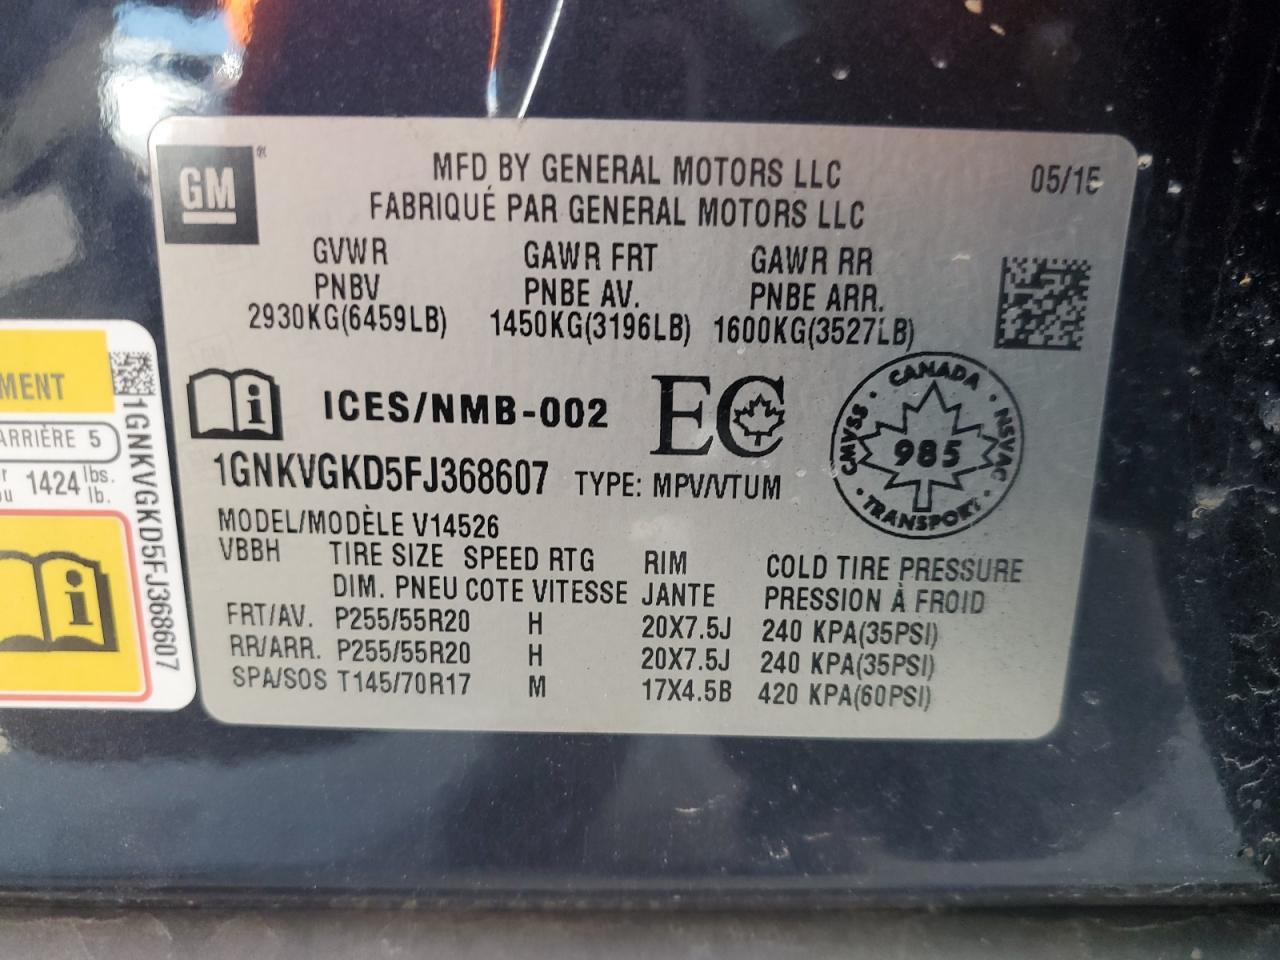 GM
MFD BY GENERAL MOTORS LLC
05/15
FABRIQUÉ PAR GENERAL MOTORS LLC
GVWR GAWR FRT GAWR RR
PNBV PNBE AV. PNBE ARR.
2930KG(6459LB) 1450KG(3196LB) 1600KG(3527LB)
ICES/NMB-002 EC
CANADA
CMVSS 985 NSVAC
TRANSPORT
1GNKVGKD5FJ368607 TYPE: MPV/VTUM
MODEL/MODÈLE V14526
VBBH TIRE SIZE SPEED RTG RIM COLD TIRE PRESSURE
DIM. PNEU COTE VITESSE JANTE PRESSION À FROID
FRT/AV. P255/55R20 H 20X7.5J 240 KPA(35PSI)
RR/ARR. P255/55R20 H 20X7.5J 240 KPA(35PSI)
SPA/SOS T145/70R17 M 17X4.5B 420 KPA(60PSI)
MENT
ARRIÈRE 5
1424 lbs.
lb.
1GNKVGKD5FJ368607